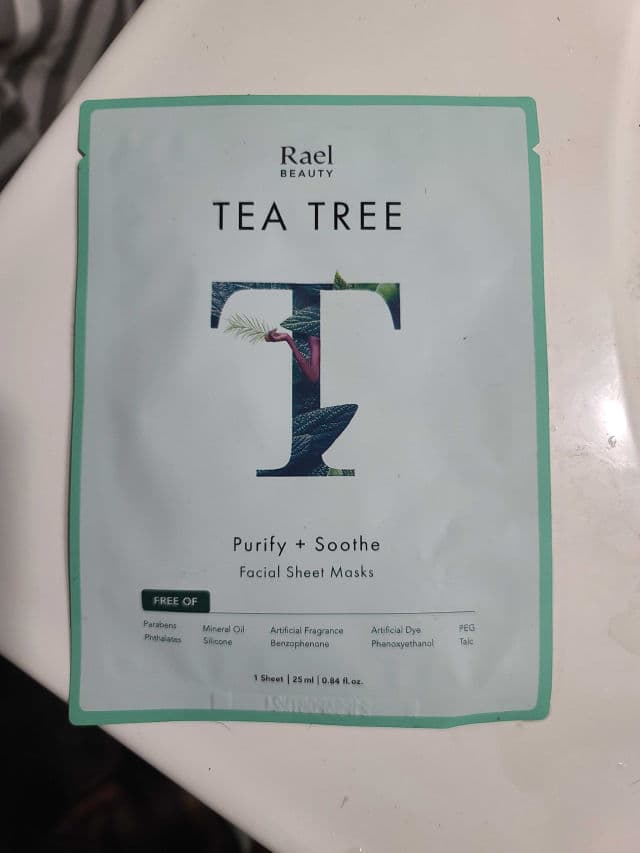 Rael
BEAUTY
TEA TREE
T
Purify + Soothe
Facial Sheet Masks
FREE OF
Parabens Mineral Oil Artificial Fragrance Artificial Dye PEG
Phthalates Silicone Benzophenone Phenoxyethanol Talc
1 Sheet | 25 ml | 0.84 fl. oz.